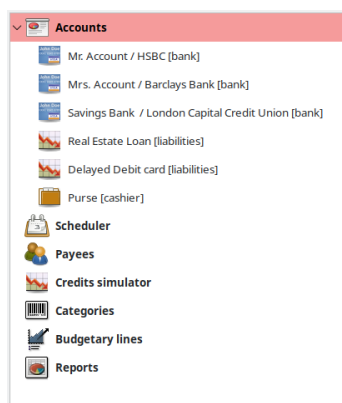 Accounts
Mr. Account / HSBC [bank]
Mrs. Account / Barclays Bank [bank]
Savings Bank / London Capital Credit Union [bank]
Real Estate Loan [liabilities]
Delayed Debit card [liabilities]
Purse [cashier]
Scheduler
Payees
Credits simulator
Categories
Budgetary lines
Reports